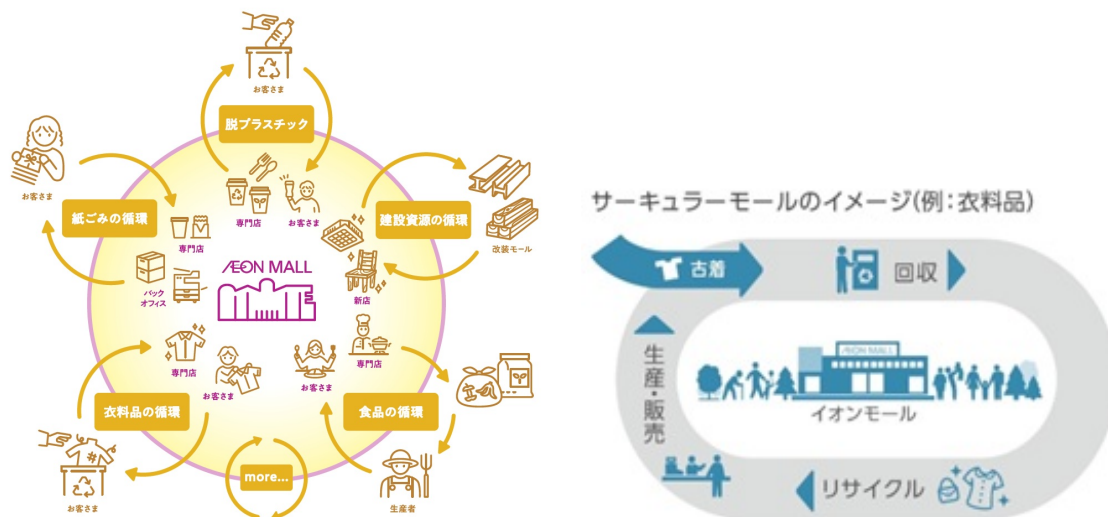 お客さま
脱プラスチック
専門店
お客さま
お客さま
紙ごみの循環
専門店
バック
オフィス
建設資源の循環
改装モール
新店
ÆON MALL
専門店
お客さま
衣料品の循環
お客さま
お客さま
専門店
食品の循環
生産者
more...
サーキュラーモールのイメージ(例:衣料品)
古着
回収
生産・販売
ÆON MALL
イオンモール
リサイクル